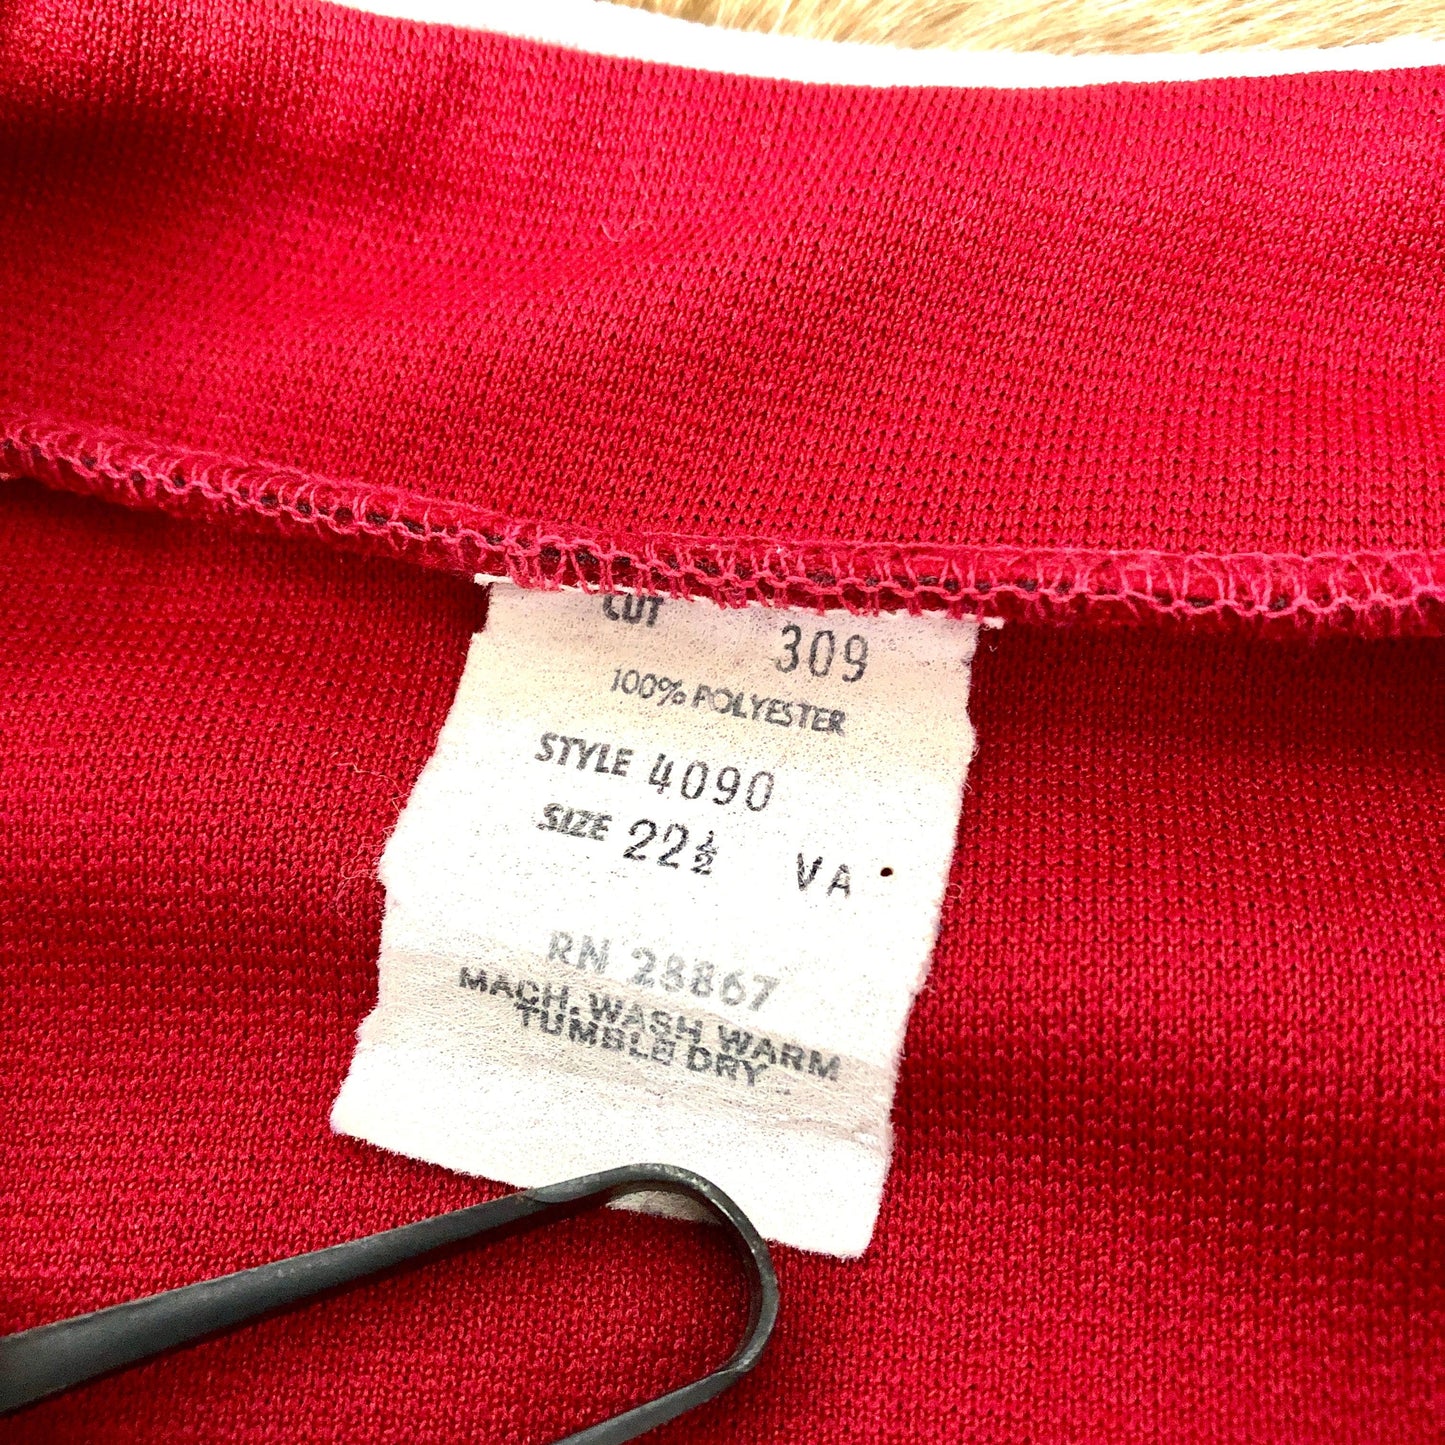 CUT 309
100% POLYESTER
STYLE 4090
SIZE 22½ VA
RN 28867
MACH. WASH WARM
TUMBLE DRY